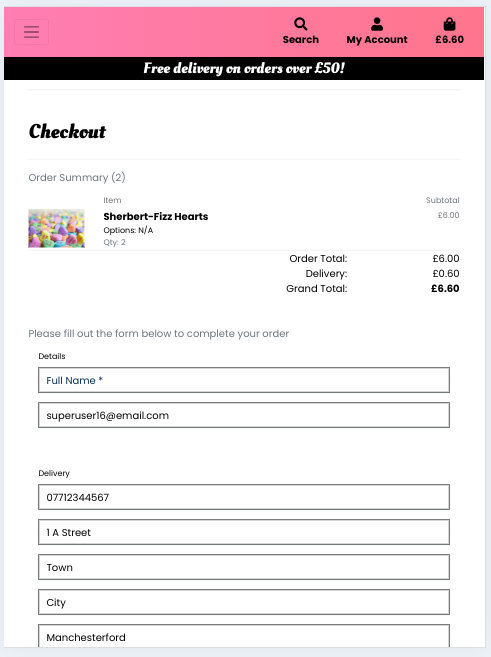 Search My Account £6.60
Free delivery on orders over £50!
Checkout
Order Summary (2)
Item Subtotal
Sherbert-Fizz Hearts £6.00
Options: N/A
Qty: 2
Order Total: £6.00
Delivery: £0.60
Grand Total: £6.60
Please fill out the form below to complete your order
Details
Full Name *
superuser16@email.com
Delivery
07712344567
1 A Street
Town
City
Manchesterford